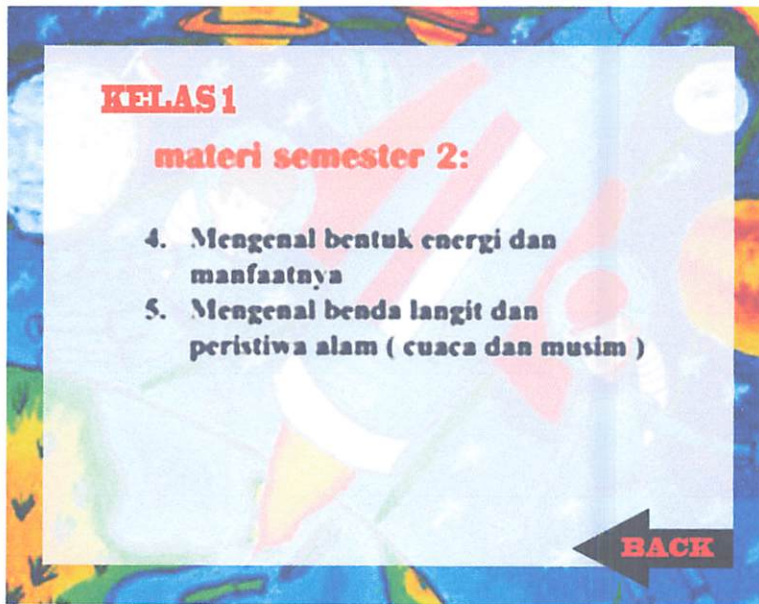 KELAS 1
materi semester 2:
4. Mengenal bentuk energi dan
manfaatnya
5. Mengenal benda langit dan
peristiwa alam ( cuaca dan musim )
BACK